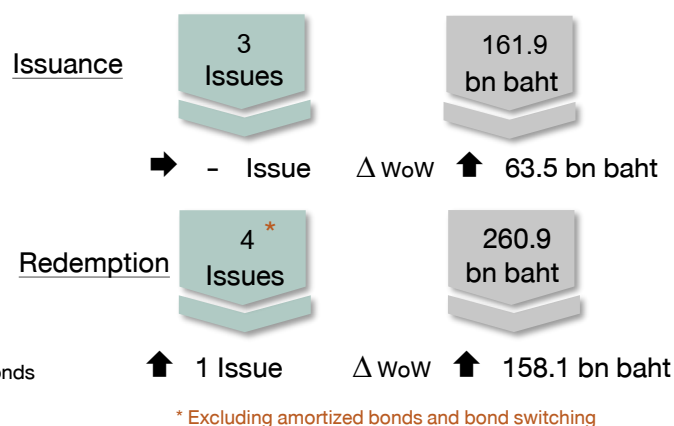 Issuance
3
Issues
161.9
bn baht
- Issue
Δ WoW 63.5 bn baht
Redemption
4 *
Issues
260.9
bn baht
onds
1 Issue
Δ WoW 158.1 bn baht
* Excluding amortized bonds and bond switching